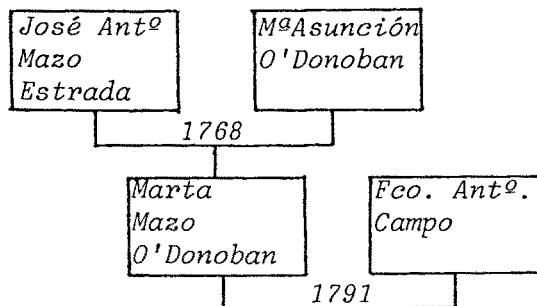 José Antº
Mazo
Estrada
MªAsunción
O'Donoban
1768
Marta
Mazo
O'Donoban
Fco. Antº.
Campo
1791